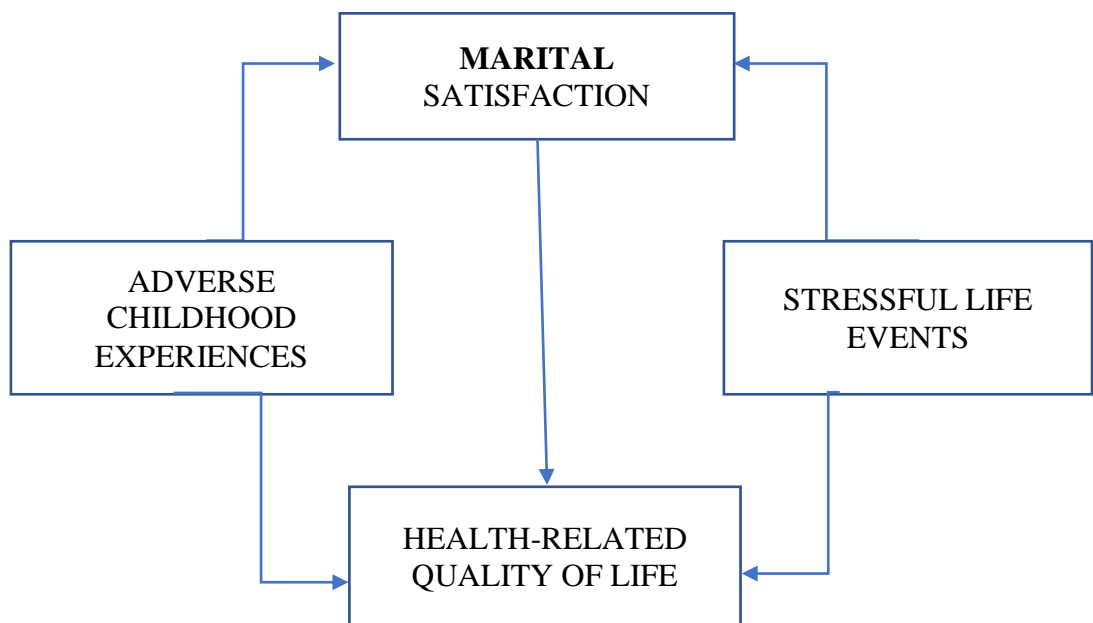 MARITAL
SATISFACTION
ADVERSE
CHILDHOOD
EXPERIENCES
STRESSFUL LIFE
EVENTS
HEALTH-RELATED
QUALITY OF LIFE